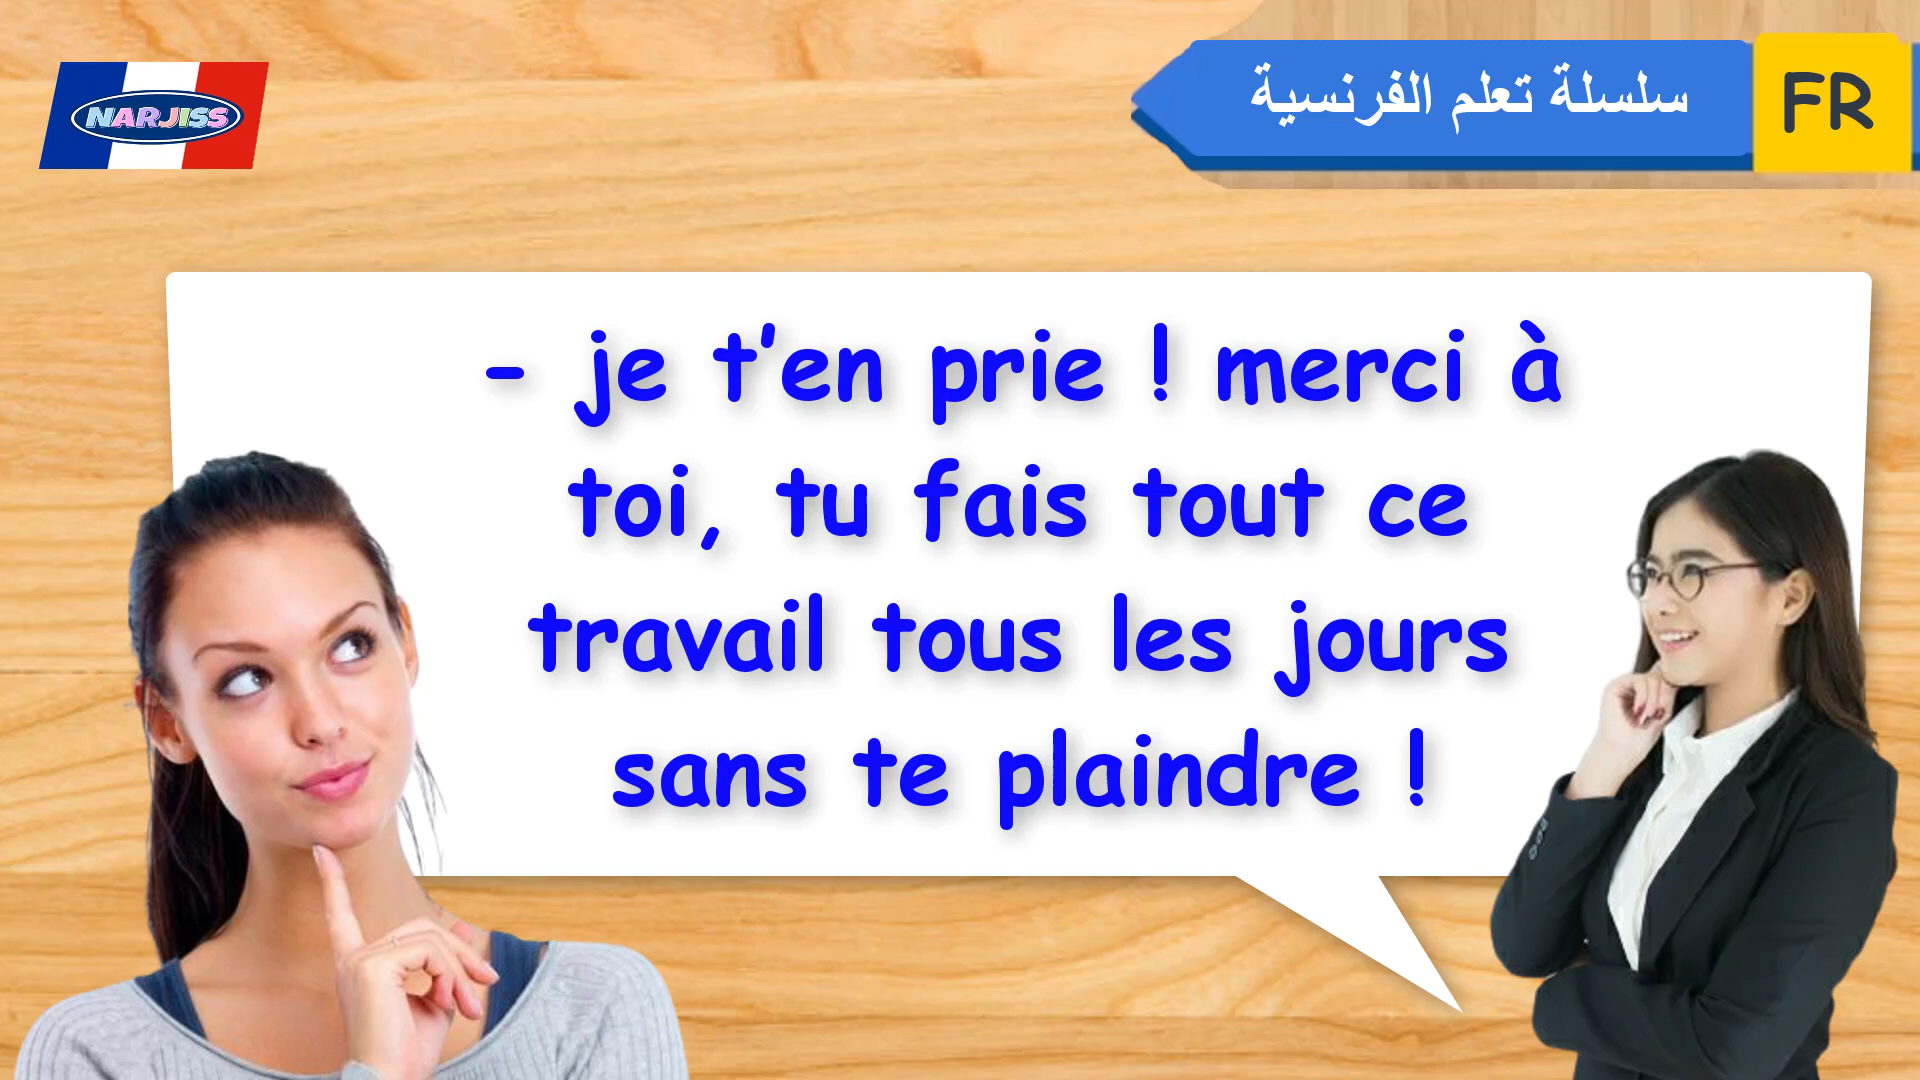 NARJISS
سلسلة تعلم الفرنسية
FR
- je t'en prie ! merci à
toi, tu fais tout ce
travail tous les jours
sans te plaindre !